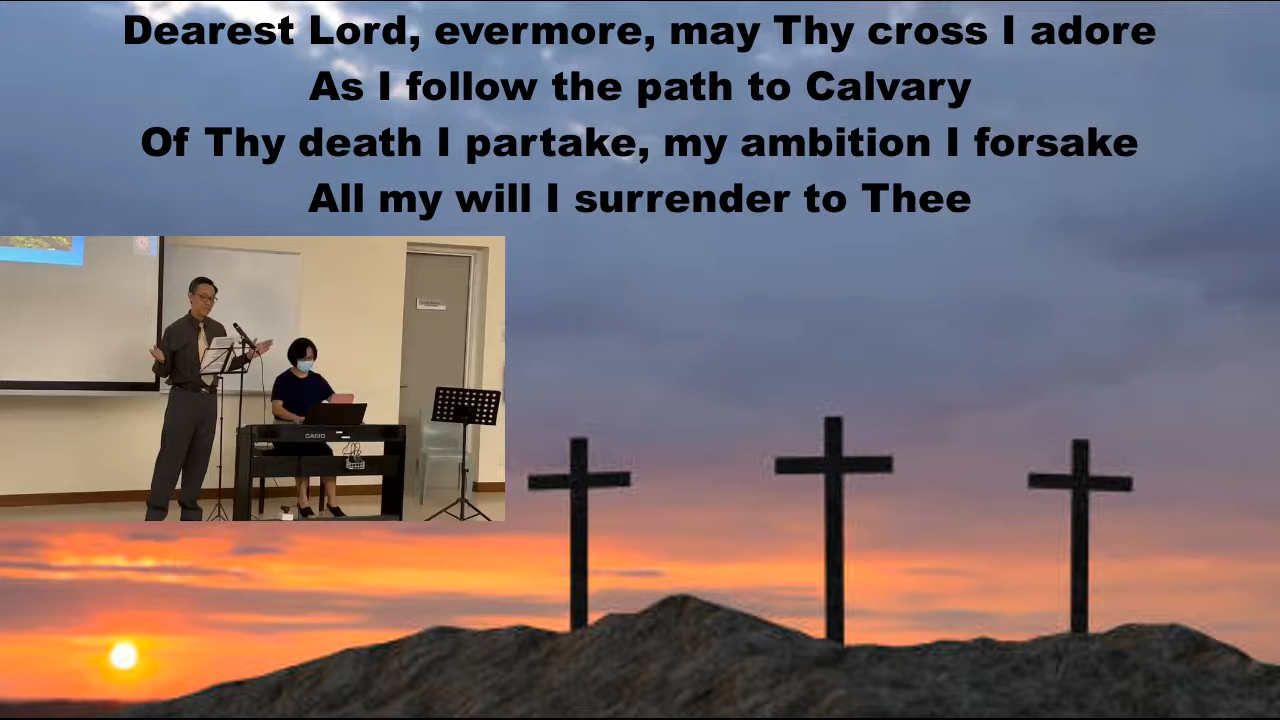 Dearest Lord, evermore, may Thy cross I adore
As I follow the path to Calvary
Of Thy death I partake, my ambition I forsake
All my will I surrender to Thee
CASIO